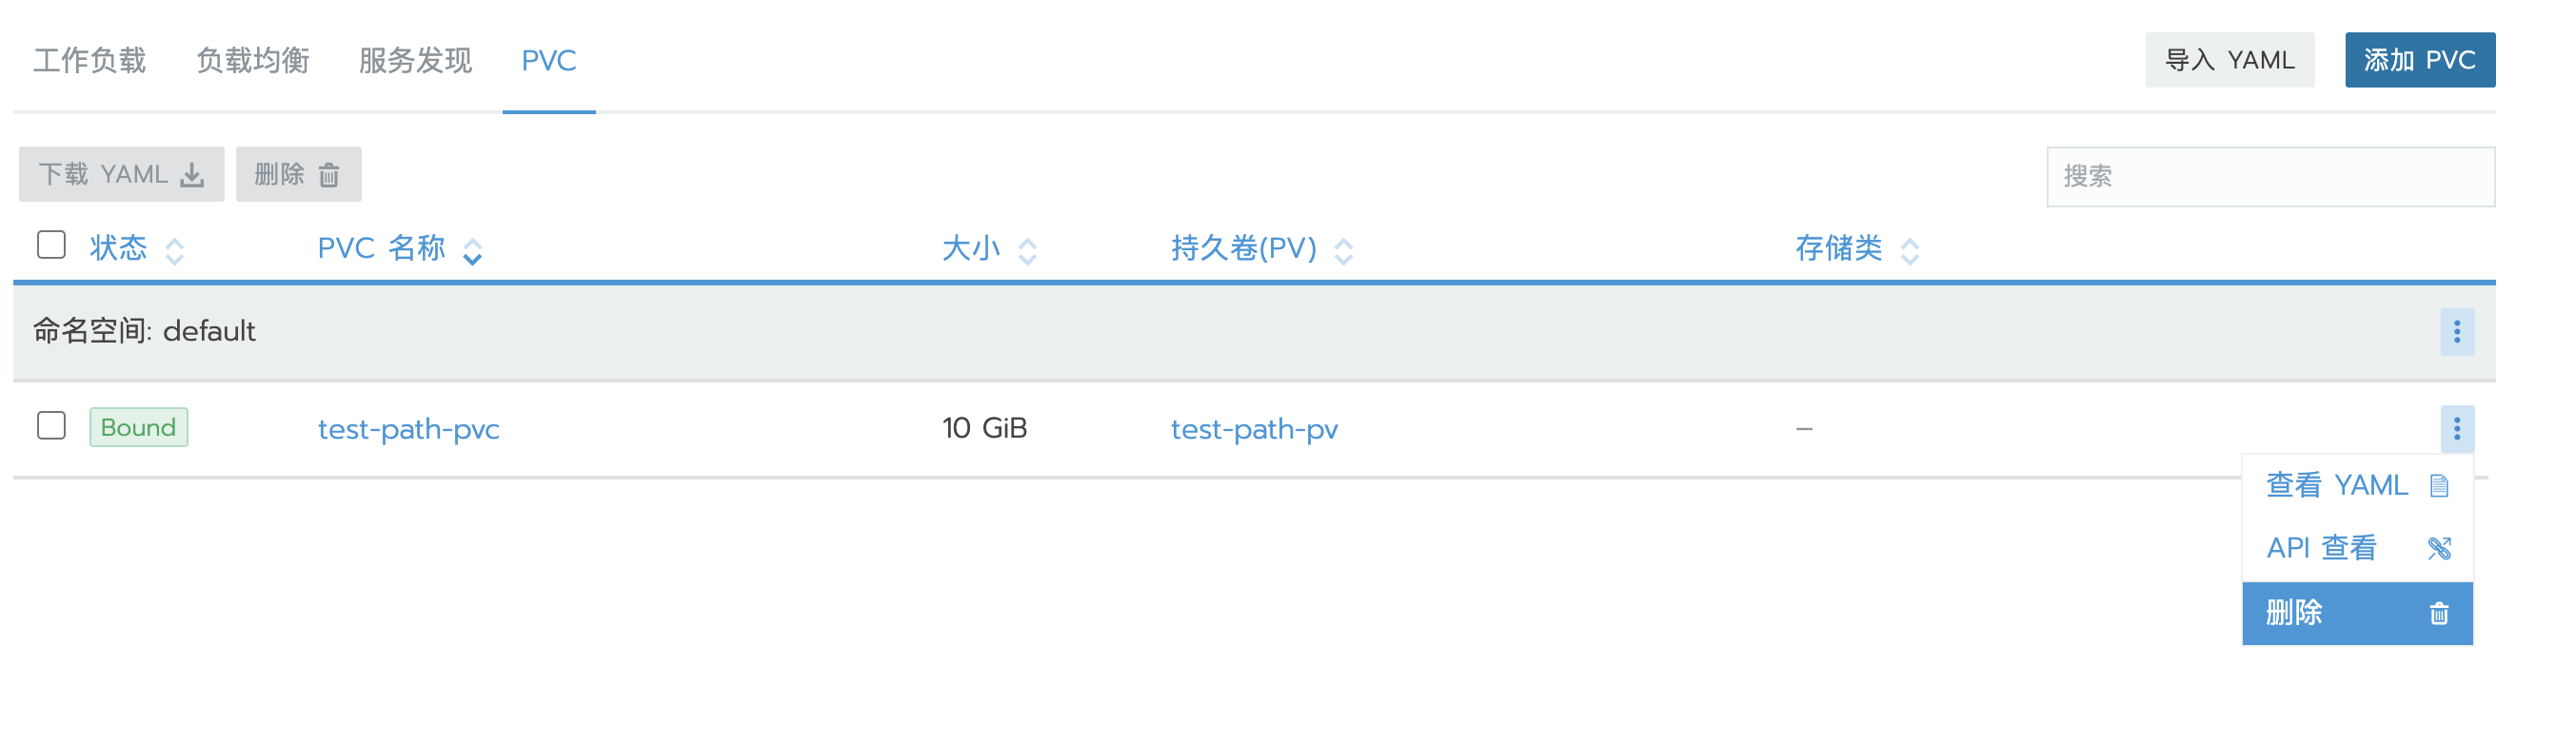 工作负载 负载均衡 服务发现 PVC 导入 YAML 添加 PVC
下载 YAML 删除 搜索
状态 PVC 名称 大小 持久卷(PV) 存储类
命名空间: default
Bound test-path-pvc 10 GiB test-path-pv –
查看 YAML
API 查看
删除